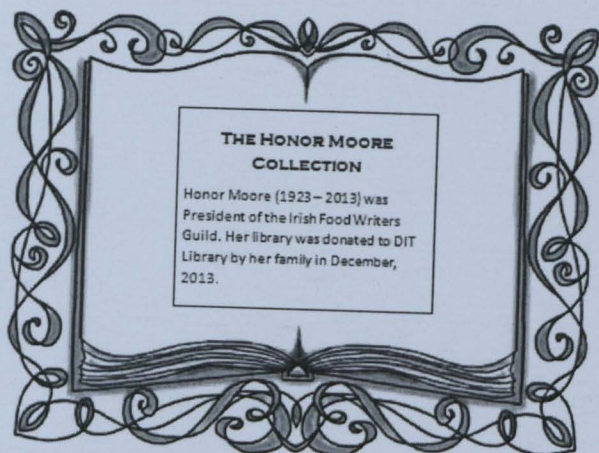 THE HONOR MOORE
COLLECTION
Honor Moore (1923 – 2013) was
President of the Irish Food Writers
Guild. Her library was donated to DIT
Library by her family in December,
2013.